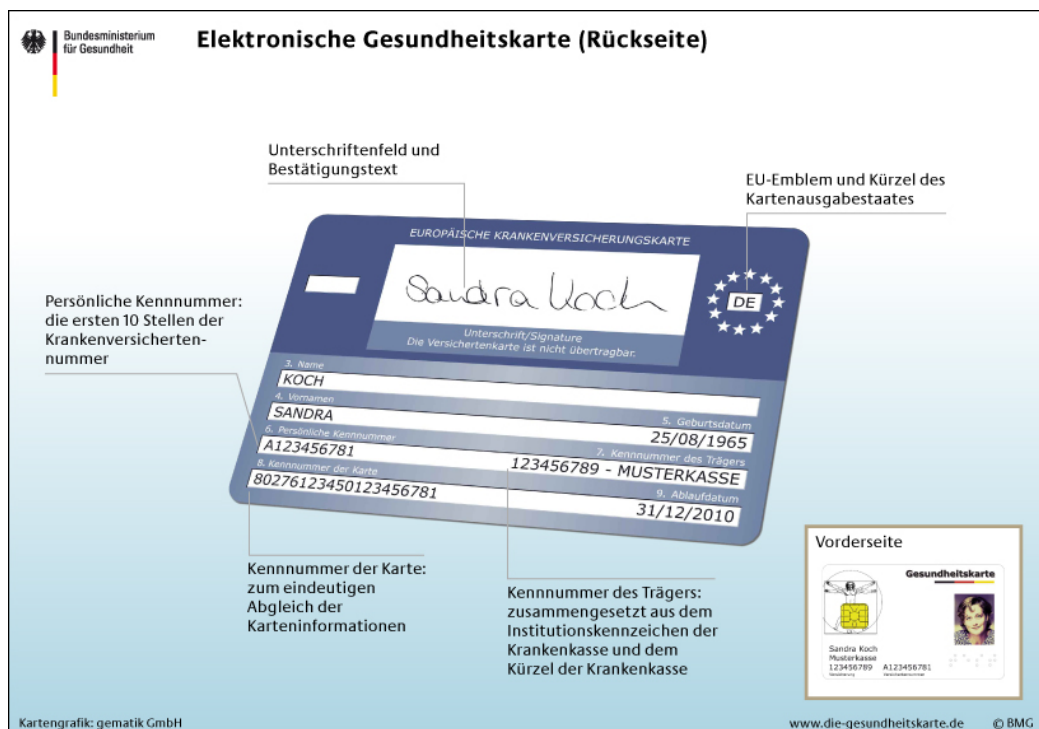 Bundesministerium
für Gesundheit
Elektronische Gesundheitskarte (Rückseite)
Unterschriftenfeld und
Bestätigungstext
EU-Emblem und Kürzel des
Kartenausgabestaates
Persönliche Kennnummer:
die ersten 10 Stellen der
Krankenversicherten-
nummer
EUROPÄISCHE KRANKENVERSICHERUNGSKARTE
Sandra Koch
DE
Unterschrift/Signature
Die Versichertenkarte ist nicht übertragbar.
3. Name
KOCH
4. Vornamen
5. Geburtsdatum
SANDRA
25/08/1965
6. Persönliche Kennnummer
7. Kennnummer des Trägers
A123456781
123456789 - MUSTERKASSE
8. Kennnummer der Karte
9. Ablaufdatum
80276123450123456781
31/12/2010
Kennnummer der Karte:
zum eindeutigen
Abgleich der
Karteninformationen
Kennnummer des Trägers:
zusammengesetzt aus dem
Institutionskennzeichen der
Krankenkasse und dem
Kürzel der Krankenkasse
Vorderseite
Gesundheitskarte
Sandra Koch
Musterkasse
123456789 A123456781
Versicherung Versichertennummer
Kartengrafik: gematik GmbH
www.die-gesundheitskarte.de © BMG